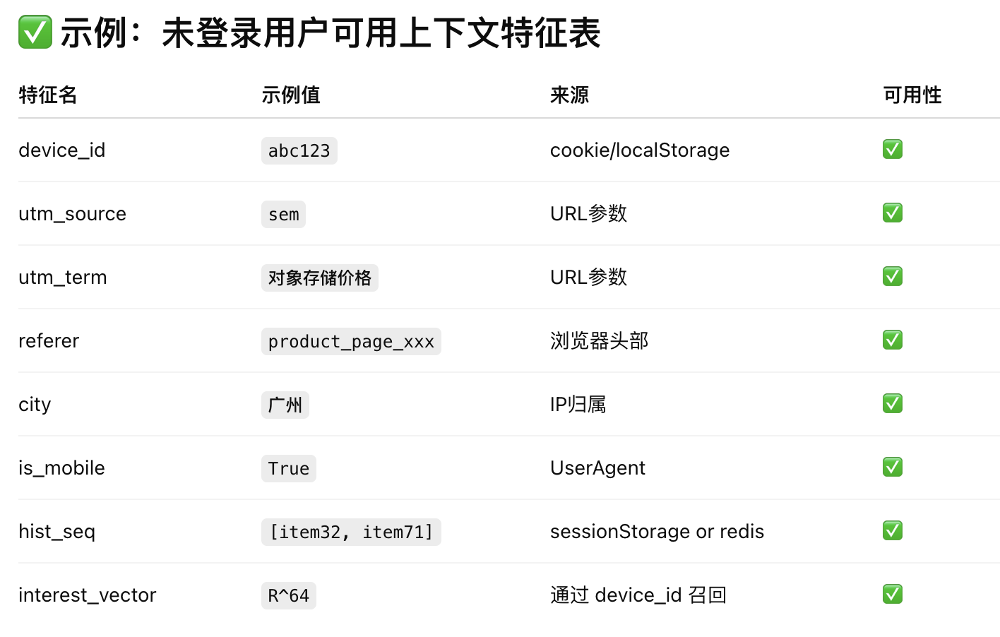 ✅ 示例：未登录用户可用上下文特征表
特征名 示例值 来源 可用性
device_id abc123 cookie/localStorage ✅
utm_source sem URL参数 ✅
utm_term 对象存储价格 URL参数 ✅
referer product_page_xxx 浏览器头部 ✅
city 广州 IP归属 ✅
is_mobile True UserAgent ✅
hist_seq [item32, item71] sessionStorage or redis ✅
interest_vector R^64 通过 device_id 召回 ✅